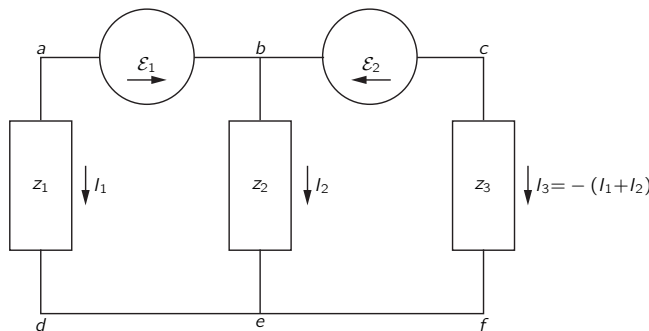 a b c
ℰ₁ ℰ₂
z₁ I₁ z₂ I₂ z₃ I₃ = − (I₁+I₂)
d e f